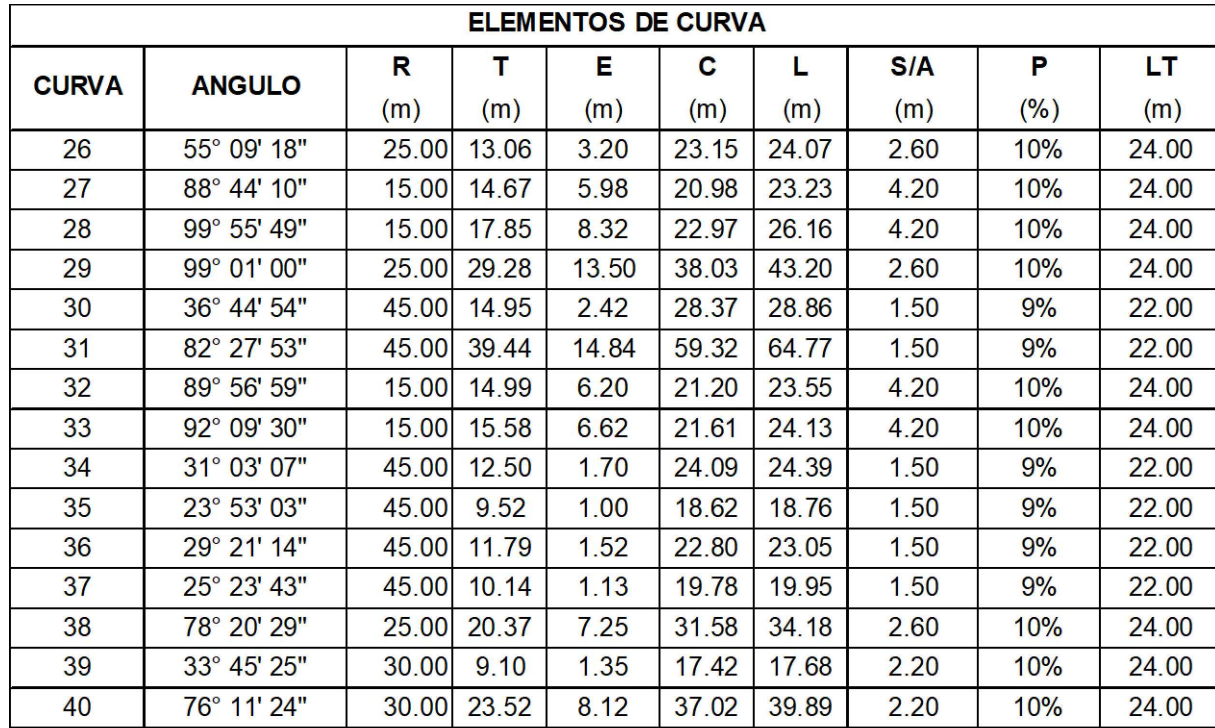 ELEMENTOS DE CURVA
CURVA ANGULO R T E C L S/A P LT
(m) (m) (m) (m) (m) (m) (%) (m)
26 55° 09' 18" 25.00 13.06 3.20 23.15 24.07 2.60 10% 24.00
27 88° 44' 10" 15.00 14.67 5.98 20.98 23.23 4.20 10% 24.00
28 99° 55' 49" 15.00 17.85 8.32 22.97 26.16 4.20 10% 24.00
29 99° 01' 00" 25.00 29.28 13.50 38.03 43.20 2.60 10% 24.00
30 36° 44' 54" 45.00 14.95 2.42 28.37 28.86 1.50 9% 22.00
31 82° 27' 53" 45.00 39.44 14.84 59.32 64.77 1.50 9% 22.00
32 89° 56' 59" 15.00 14.99 6.20 21.20 23.55 4.20 10% 24.00
33 92° 09' 30" 15.00 15.58 6.62 21.61 24.13 4.20 10% 24.00
34 31° 03' 07" 45.00 12.50 1.70 24.09 24.39 1.50 9% 22.00
35 23° 53' 03" 45.00 9.52 1.00 18.62 18.76 1.50 9% 22.00
36 29° 21' 14" 45.00 11.79 1.52 22.80 23.05 1.50 9% 22.00
37 25° 23' 43" 45.00 10.14 1.13 19.78 19.95 1.50 9% 22.00
38 78° 20' 29" 25.00 20.37 7.25 31.58 34.18 2.60 10% 24.00
39 33° 45' 25" 30.00 9.10 1.35 17.42 17.68 2.20 10% 24.00
40 76° 11' 24" 30.00 23.52 8.12 37.02 39.89 2.20 10% 24.00